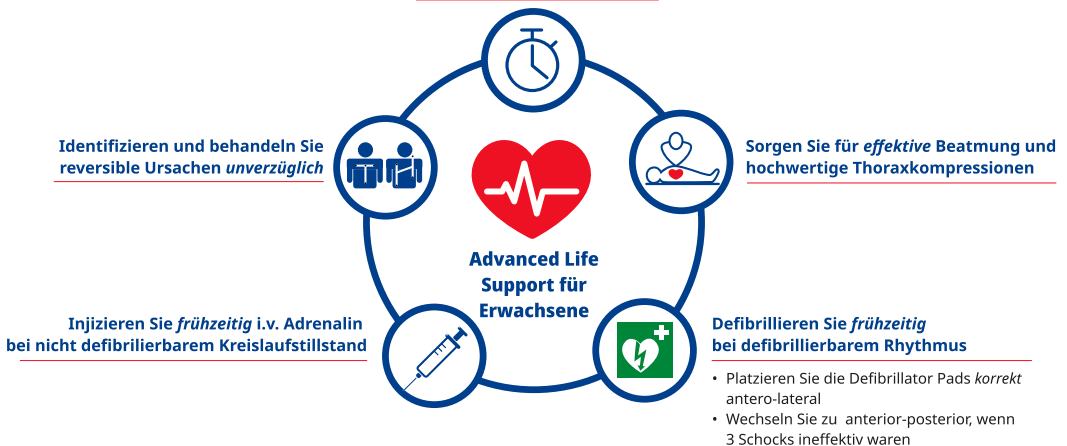 Identifizieren und behandeln Sie
reversible Ursachen unverzüglich
Sorgen Sie für effektive Beatmung und
hochwertige Thoraxkompressionen
Advanced Life
Support für
Erwachsene
Injizieren Sie frühzeitig i.v. Adrenalin
bei nicht defibrilierbarem Kreislaufstillstand
Defibrillieren Sie frühzeitig
bei defibrillierbarem Rhythmus
• Platzieren Sie die Defibrillator Pads korrekt
antero-lateral
• Wechseln Sie zu anterior-posterior, wenn
3 Schocks ineffektiv waren